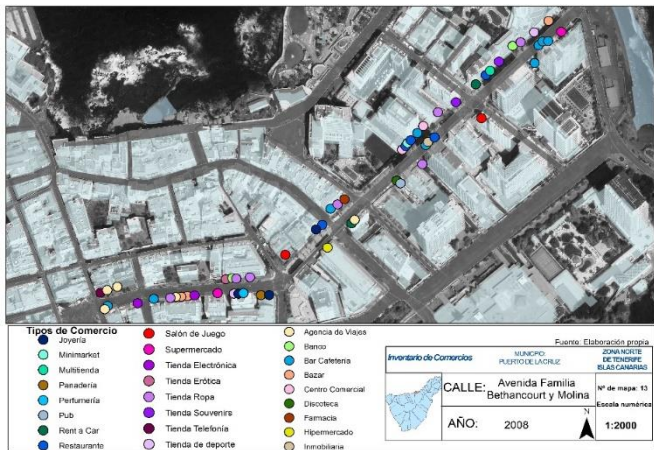 Tipos de Comercio
Joyería
Minimarket
Multitienda
Panadería
Perfumería
Pub
Rent a Car
Restaurante
Salón de Juego
Supermercado
Tienda Electrónica
Tienda Erótica
Tienda Ropa
Tienda Souvenirs
Tienda Telefonía
Tienda de deporte
Agencia de Viajes
Banco
Bar Cafetería
Bazar
Centro Comercial
Discoteca
Farmacia
Hipermercado
Inmobiliaria
Fuente: Elaboración propia
Inventario de Comercios
MUNICIPIO:
PUERTO DE LA CRUZ
ZONA NORTE
DE TENERIFE
ISLAS CANARIAS
CALLE:
Avenida Familia
Bethancourt y Molina
Nº de mapa: 13
Escala numérica
AÑO:
2008
N
1:2000